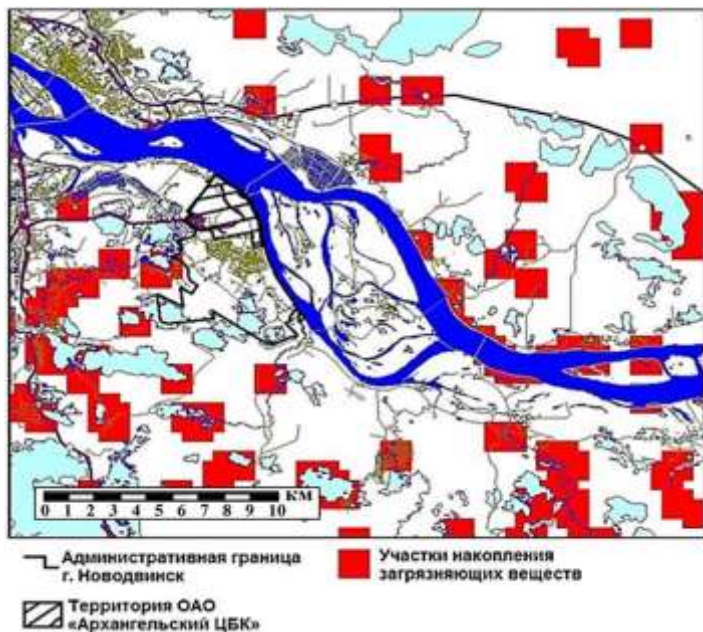 КМ
0 1 2 3 4 5 6 7 8 9 10
Административная граница
г. Новодвинск
Участки накопления
загрязняющих веществ
Территория ОАО
«Архангельский ЦБК»